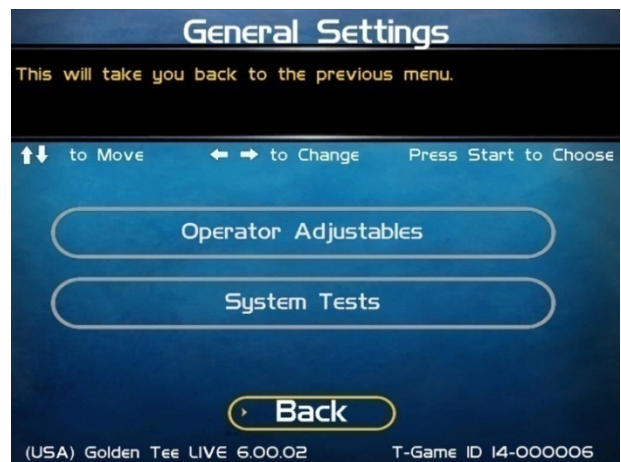 General Settings
This will take you back to the previous menu.
to Move to Change Press Start to Choose
Operator Adjustables
System Tests
Back
(USA) Golden Tee LIVE 6.00.02 T-Game ID 14-000006